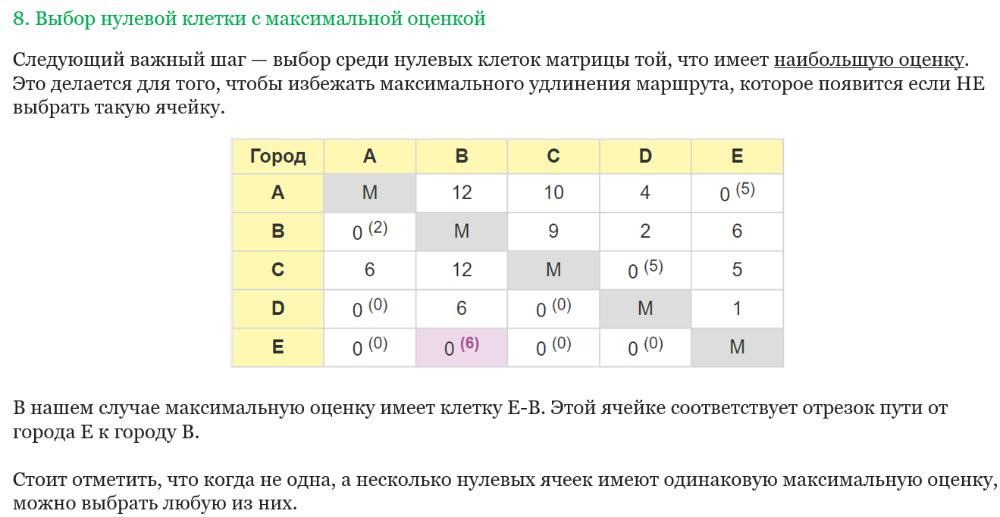 8. Выбор нулевой клетки с максимальной оценкой
Следующий важный шаг — выбор среди нулевых клеток матрицы той, что имеет наибольшую оценку.
Это делается для того, чтобы избежать максимального удлинения маршрута, которое появится если НЕ
выбрать такую ячейку.
Город A B C D E
A M 12 10 4 0 (5)
B 0 (2) M 9 2 6
C 6 12 M 0 (5) 5
D 0 (0) 6 0 (0) M 1
E 0 (0) 0 (6) 0 (0) 0 (0) M
В нашем случае максимальную оценку имеет клетку E-B. Этой ячейке соответствует отрезок пути от
города E к городу B.
Стоит отметить, что когда не одна, а несколько нулевых ячеек имеют одинаковую максимальную оценку,
можно выбрать любую из них.